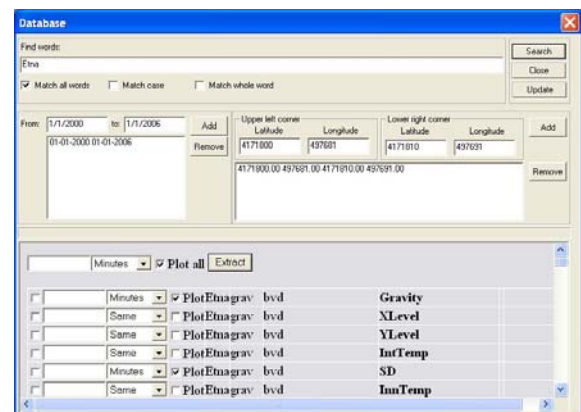 Database
Find words:
Etna
Search
Close
Update
Match all words Match case Match whole word
From: 1/1/2000 to: 1/1/2006 Add
Remove
01-01-2000 01-01-2006
Upper left corner Lower right corner
Latitude Longitude Latitude Longitude
4171800 497681 4171810 497691 Add
4171800.00 497681.00 4171810.00 497691.00 Remove
Minutes Plot all Extract
Minutes PlotEtnagrav bvd Gravity
Same PlotEtnagrav bvd XLevel
Same PlotEtnagrav bvd YLevel
Same PlotEtnagrav bvd IntTemp
Minutes PlotEtnagrav bvd SD
Same PlotEtnagrav bvd InnTemp